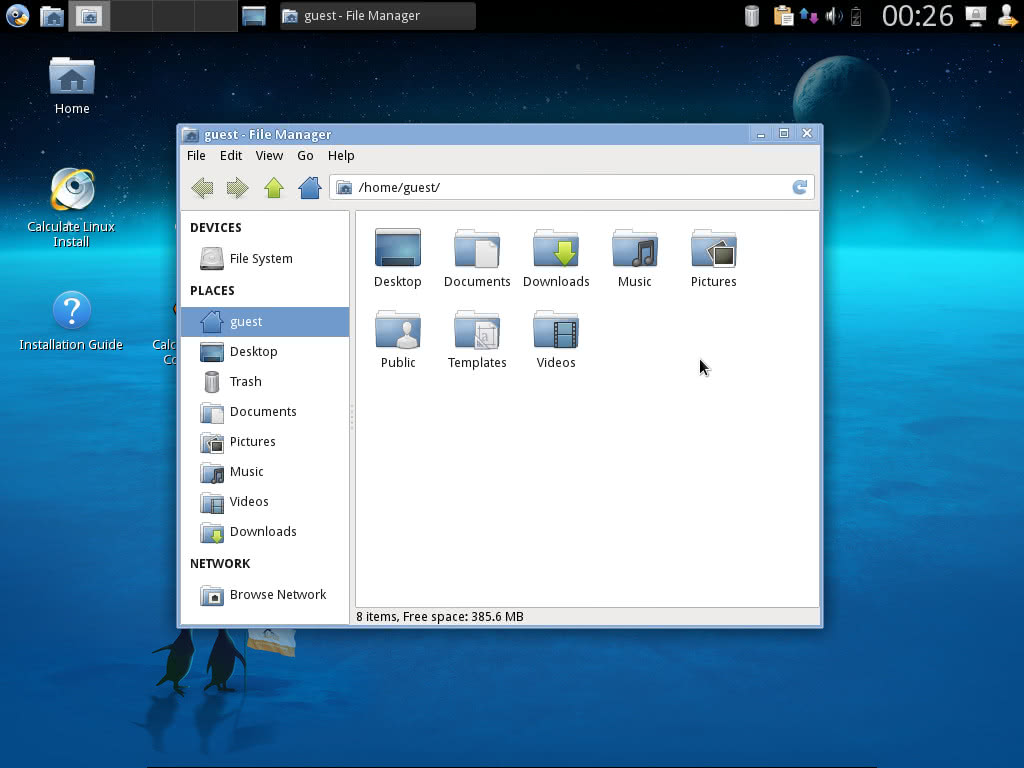 guest - File Manager
00:26
Home
Calculate Linux
Install
Installation Guide
guest - File Manager
File Edit View Go Help
/home/guest/
DEVICES
File System
PLACES
guest
Desktop
Trash
Documents
Pictures
Music
Videos
Downloads
NETWORK
Browse Network
Desktop Documents Downloads Music Pictures
Public Templates Videos
8 items, Free space: 385.6 MB